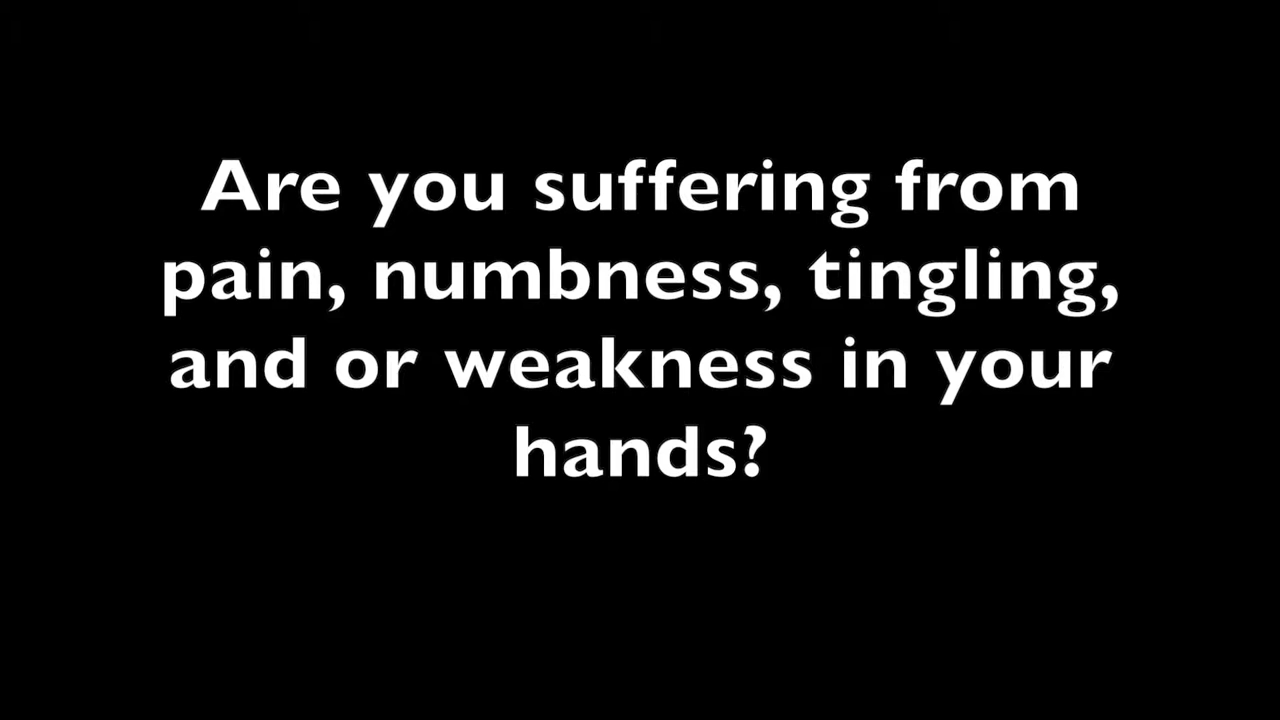 Are you suffering from
pain, numbness, tingling,
and or weakness in your
hands?